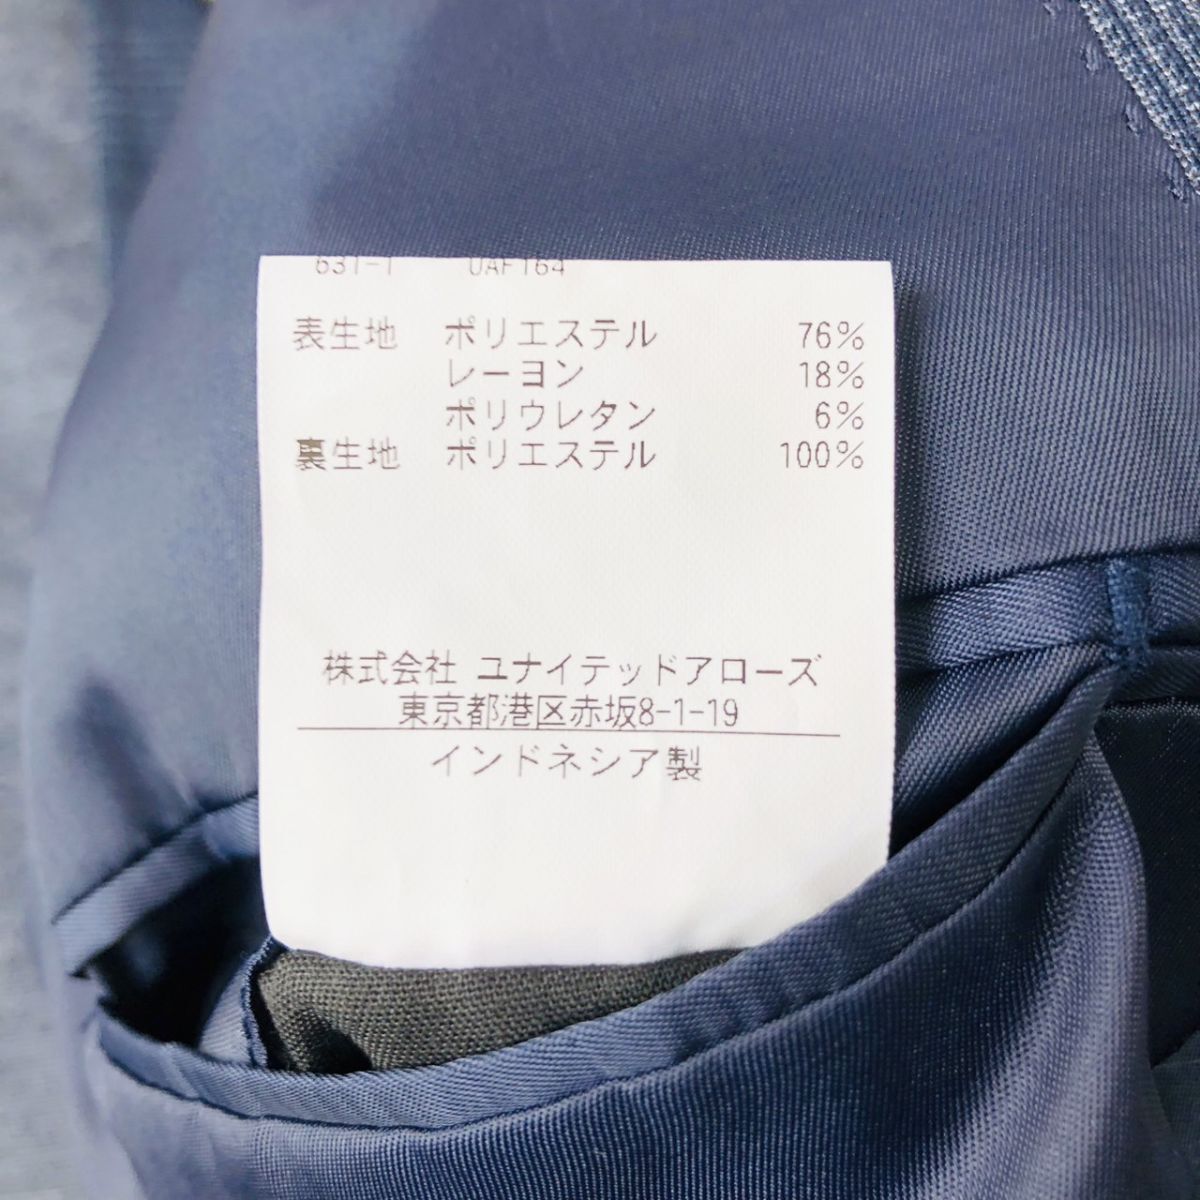 631-1 UAF164
表生地 ポリエステル 76%
レーヨン 18%
ポリウレタン 6%
裏生地 ポリエステル 100%
株式会社 ユナイテッドアローズ
東京都港区赤坂8-1-19
インドネシア製